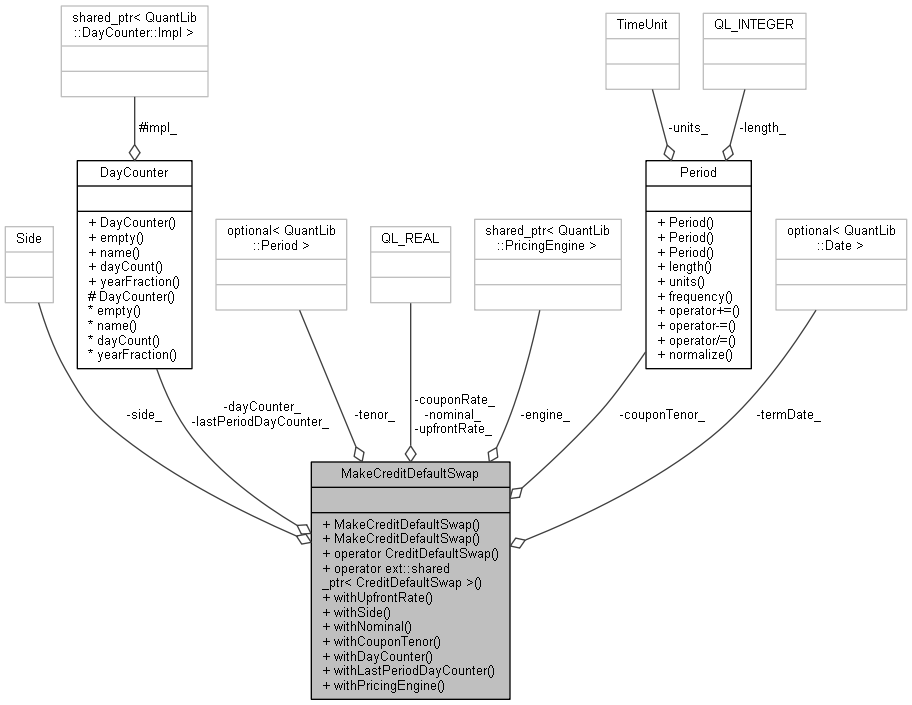 shared_ptr< QuantLib
::DayCounter::Impl >
TimeUnit
QL_INTEGER
#impl_
-units_
-length_
DayCounter
+ DayCounter()
+ empty()
+ name()
+ dayCount()
+ yearFraction()
# DayCounter()
* empty()
* name()
* dayCount()
* yearFraction()
Period
+ Period()
+ Period()
+ Period()
+ length()
+ units()
+ frequency()
+ operator+=()
+ operator-=()
+ operator/=()
+ normalize()
Side
optional< QuantLib
::Period >
QL_REAL
shared_ptr< QuantLib
::PricingEngine >
optional< QuantLib
::Date >
-side_
-dayCounter_
-lastPeriodDayCounter_
-tenor_
-couponRate_
-nominal_
-upfrontRate_
-engine_
-couponTenor_
-termDate_
MakeCreditDefaultSwap
+ MakeCreditDefaultSwap()
+ MakeCreditDefaultSwap()
+ operator CreditDefaultSwap()
+ operator ext::shared
_ptr< CreditDefaultSwap >()
+ withUpfrontRate()
+ withSide()
+ withNominal()
+ withCouponTenor()
+ withDayCounter()
+ withLastPeriodDayCounter()
+ withPricingEngine()